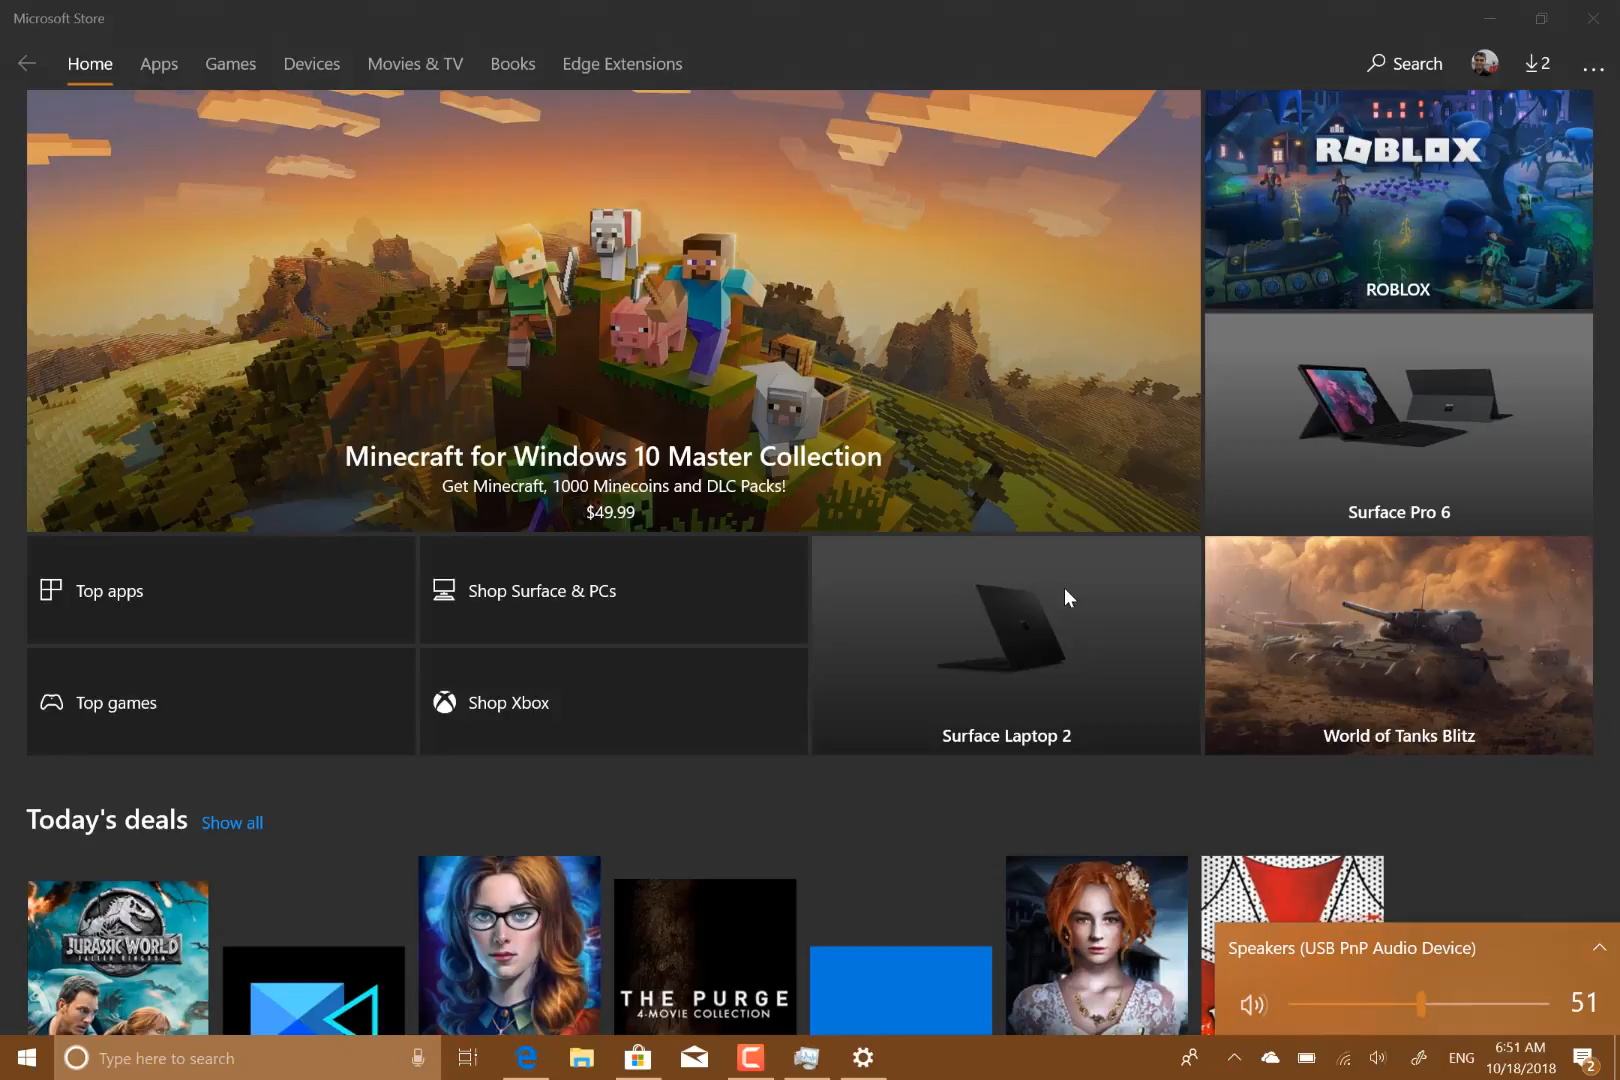 Microsoft Store
Home
Apps
Games
Devices
Movies & TV
Books
Edge Extensions
Search
2
...
ROBLOX
ROBLOX
Minecraft for Windows 10 Master Collection
Get Minecraft, 1000 Minecoins and DLC Packs!
$49.99
Surface Pro 6
Top apps
Shop Surface & PCs
Top games
Shop Xbox
Surface Laptop 2
World of Tanks Blitz
Today's deals
Show all
JURASSIC WORLD
THE PURGE
4-MOVIE COLLECTION
Speakers (USB PnP Audio Device)
51
Type here to search
ENG
6:51 AM
10/18/2018
2